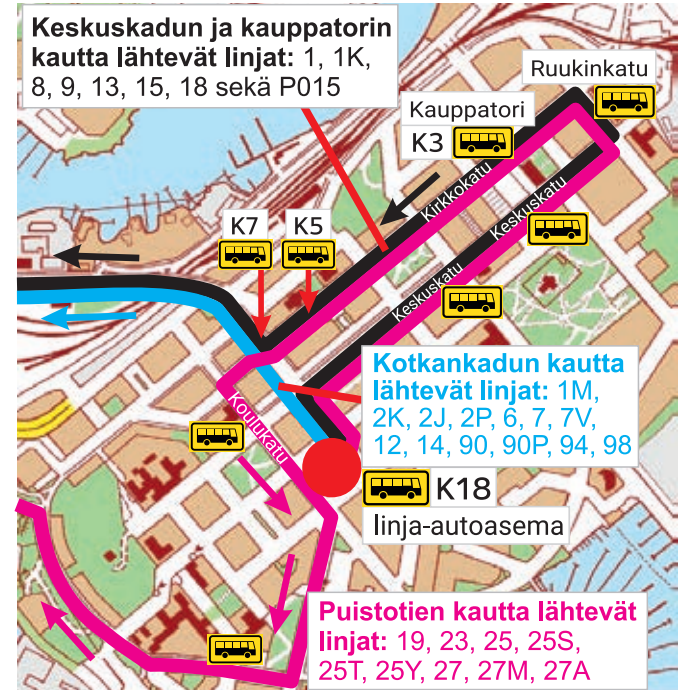 Keskuskadun ja kauppatorin
kautta lähtevät linjat: 1, 1K,
8, 9, 13, 15, 18 sekä P015
Ruukinkatu
Kauppatori
K3
K7
K5
Kirkkokatu
Keskuskatu
Keskuskatu
Kotkankadun kautta
lähtevät linjat: 1M,
2K, 2J, 2P, 6, 7, 7V,
12, 14, 90, 90P, 94, 98
Koulukatu
K18
linja-autoasema
Puistotien kautta lähtevät
linjat: 19, 23, 25, 25S,
25T, 25Y, 27, 27M, 27A